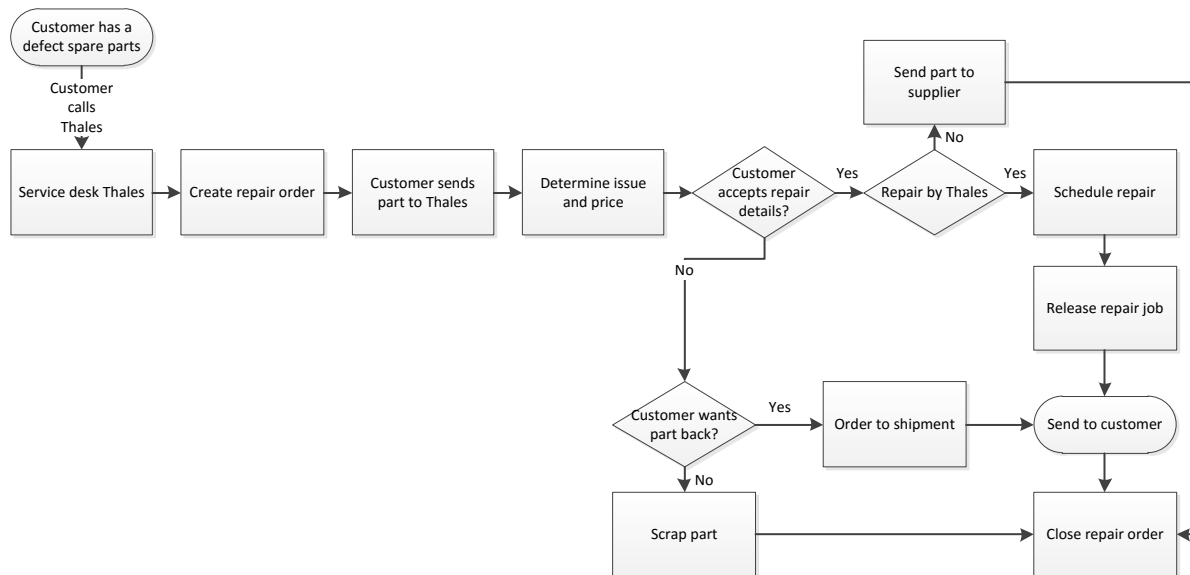 Customer has a
defect spare parts
Customer
calls
Thales
Service desk Thales
Create repair order
Customer sends
part to Thales
Determine issue
and price
Customer
accepts repair
details?
Yes
Repair by Thales
No
Send part to
supplier
Yes
Schedule repair
Release repair job
No
Customer wants
part back?
Yes
Order to shipment
Send to customer
No
Scrap part
Close repair order